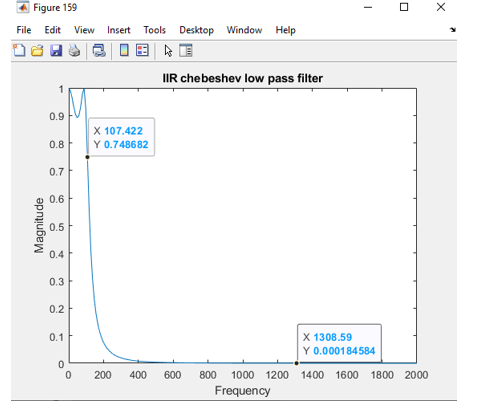 Figure 159
File Edit View Insert Tools Desktop Window Help
IIR chebeshev low pass filter
1
0.9
0.8
0.7
0.6
0.5
0.4
0.3
0.2
0.1
0
Magnitude
X 107.422
Y 0.748682
X 1308.59
Y 0.000184584
0 200 400 600 800 1000 1200 1400 1600 1800 2000
Frequency